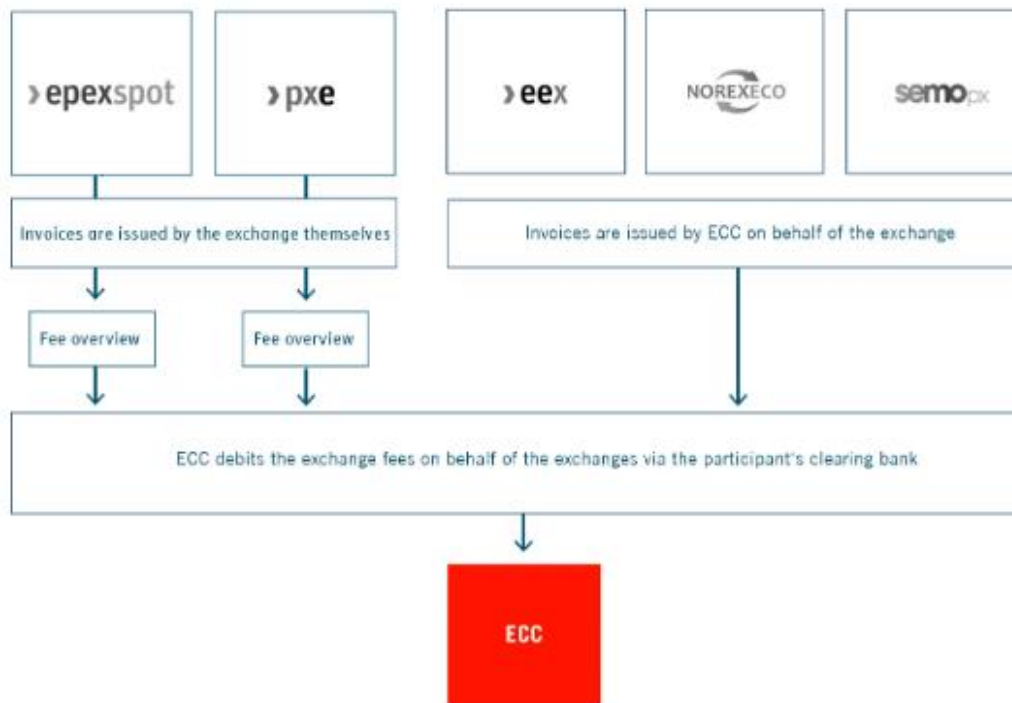 epexspot
pxe
eex
NOREXECO
semopx
Invoices are issued by the exchange themselves
Invoices are issued by ECC on behalf of the exchange
Fee overview
Fee overview
ECC debits the exchange fees on behalf of the exchanges via the participant's clearing bank
ECC